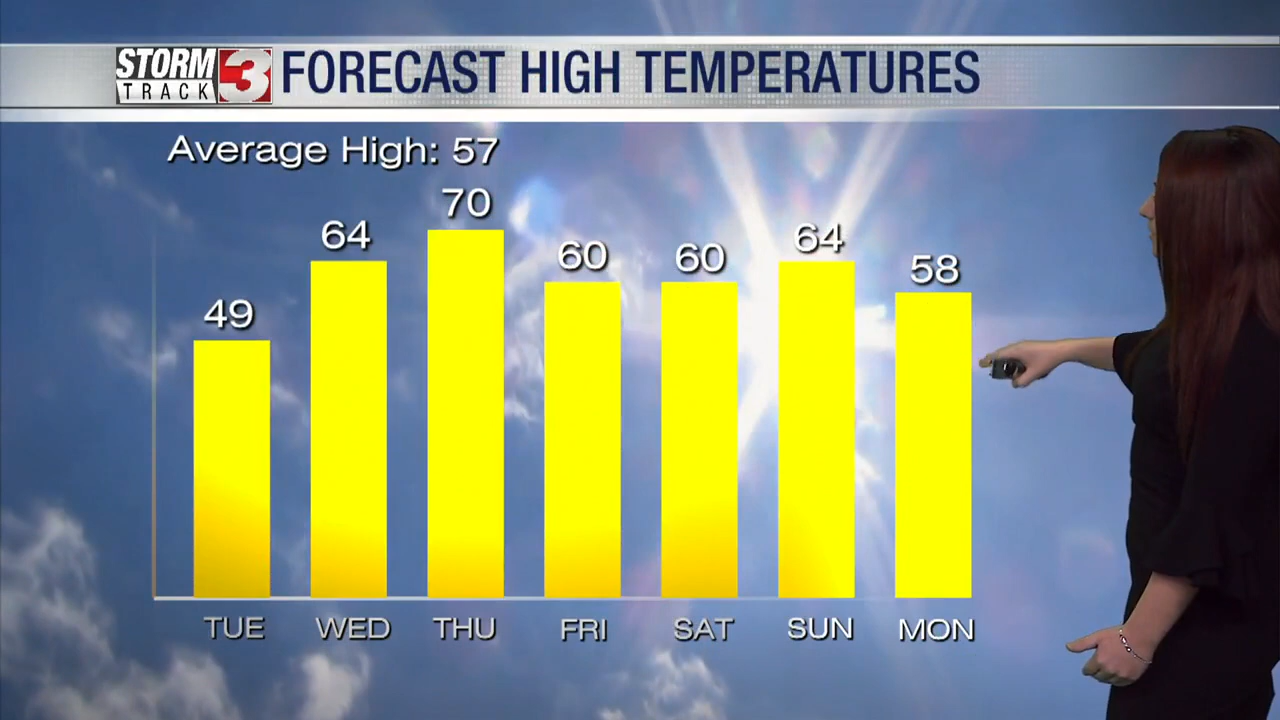 STORM
TRACK
3
FORECAST HIGH TEMPERATURES
Average High: 57
49
64
70
60
60
64
58
TUE
WED
THU
FRI
SAT
SUN
MON